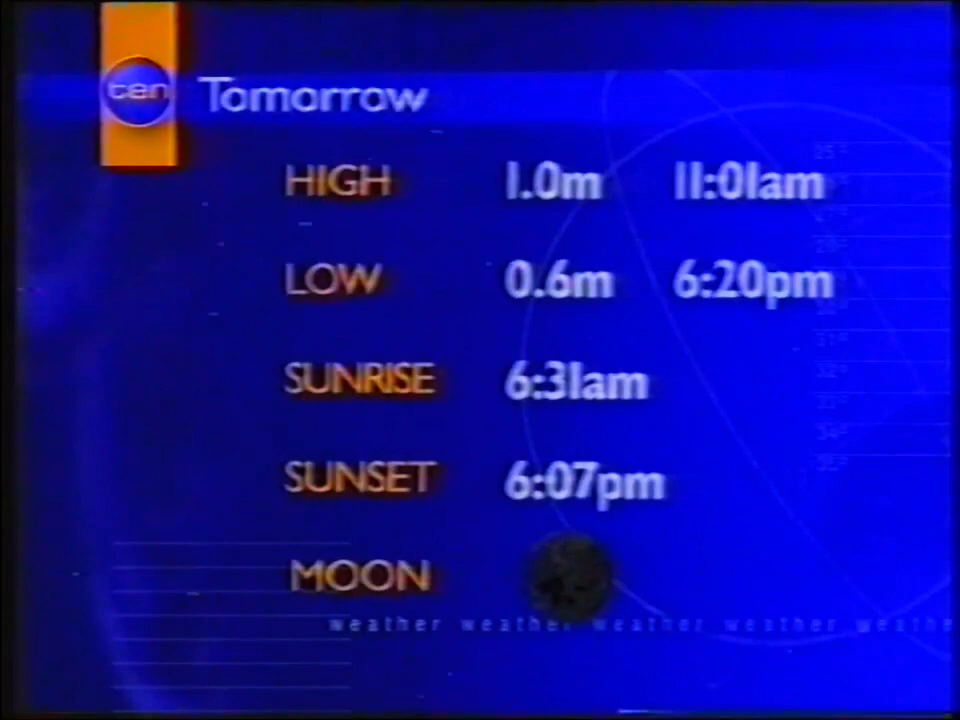 ten Tomorrow
HIGH 1.0m 11:01am
LOW 0.6m 6:20pm
SUNRISE 6:31am
SUNSET 6:07pm
MOON
weather weather weather weather weathe